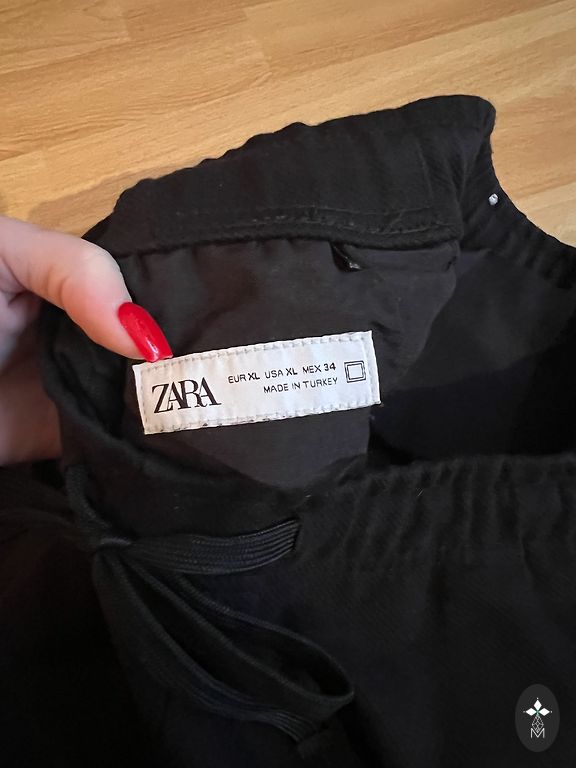 ZARA
EUR XL USA XL MEX 34
MADE IN TURKEY
M